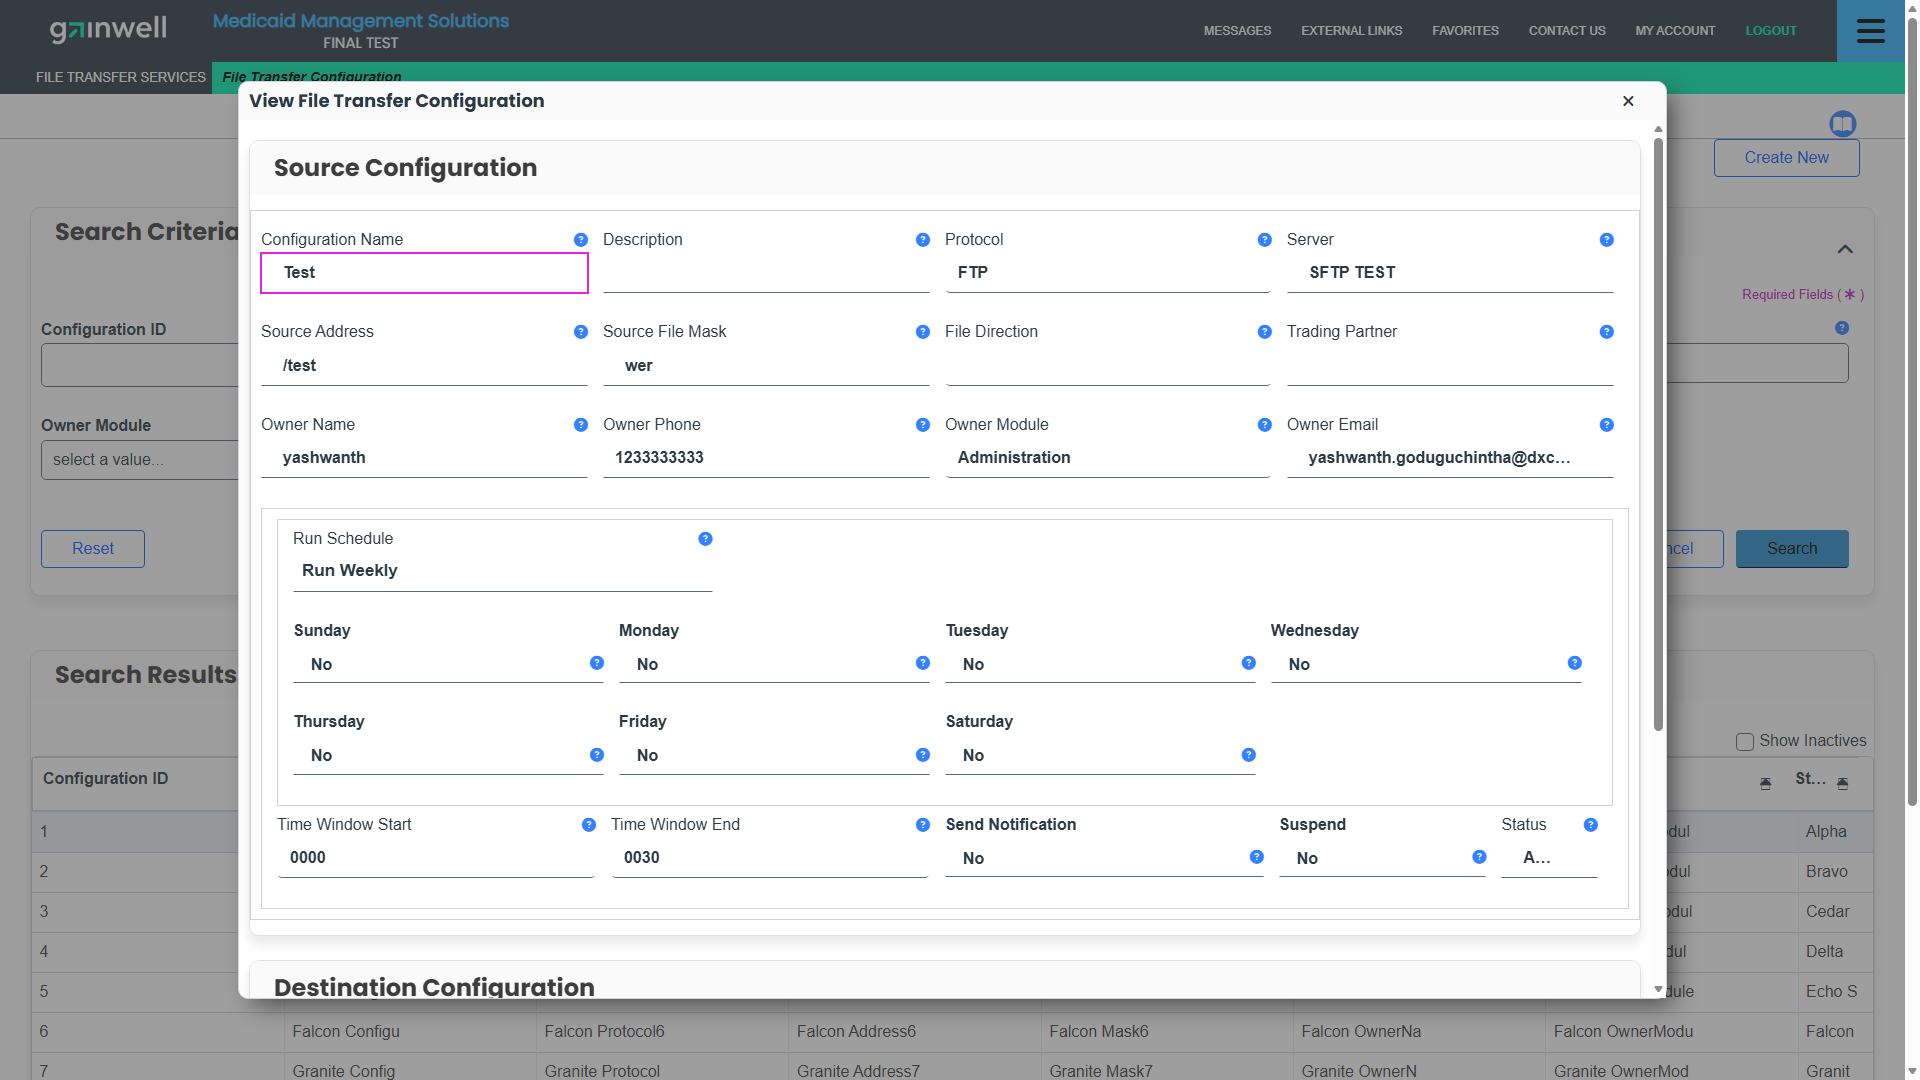 gainwell
Medicaid Management Solutions
FINAL TEST
MESSAGES
EXTERNAL LINKS
FAVORITES
CONTACT US
MY ACCOUNT
LOGOUT
FILE TRANSFER SERVICES
File Transfer Configuration
View File Transfer Configuration
Create New
Source Configuration
Search Criteria
Configuration Name
Description
Protocol
Server
Test
FTP
SFTP TEST
Required Fields ( * )
Configuration ID
Source Address
Source File Mask
File Direction
Trading Partner
/test
wer
Owner Module
Owner Name
Owner Phone
Owner Module
Owner Email
select a value...
yashwanth
1233333333
Administration
yashwanth.goduguchintha@dxc...
Reset
ncel
Search
Run Schedule
Run Weekly
Sunday
Monday
Tuesday
Wednesday
No
No
No
No
Search Results
Thursday
Friday
Saturday
No
No
No
Show Inactives
Configuration ID
St...
Time Window Start
Time Window End
Send Notification
Suspend
Status
0000
0030
No
No
A...
1
dul
Alpha
2
odul
Bravo
3
odul
Cedar
4
dul
Delta
5
dule
Echo S
Destination Configuration
6
Falcon Configu
Falcon Protocol6
Falcon Address6
Falcon Mask6
Falcon OwnerNa
Falcon OwnerModu
Falcon
7
Granite Config
Granite Protocol
Granite Address7
Granite Mask7
Granite OwnerN
Granite OwnerMod
Granit